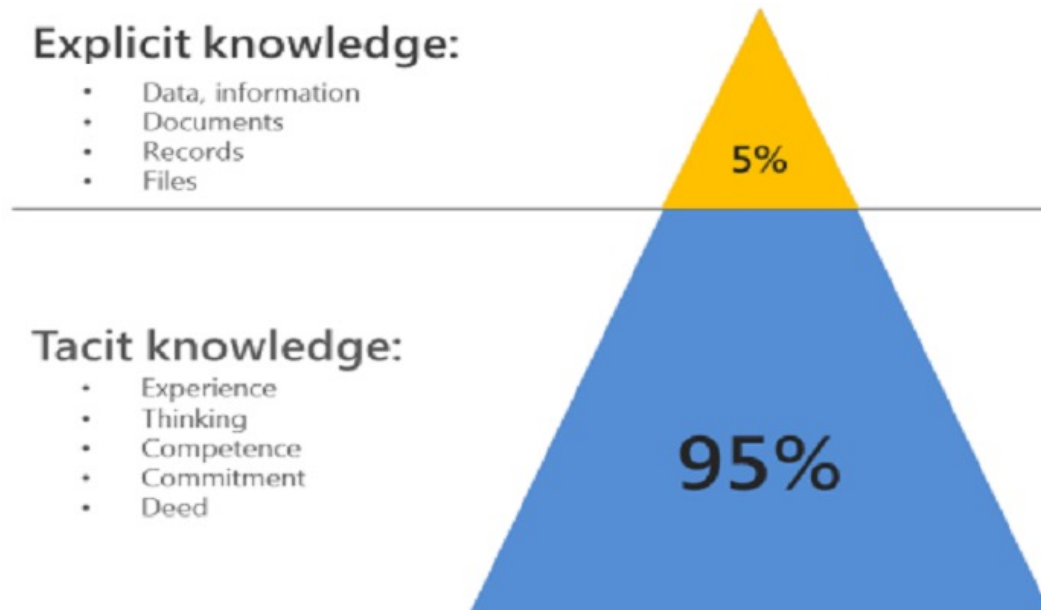 Explicit knowledge:
• Data, information
• Documents
• Records
• Files
5%
Tacit knowledge:
• Experience
• Thinking
• Competence
• Commitment
• Deed
95%